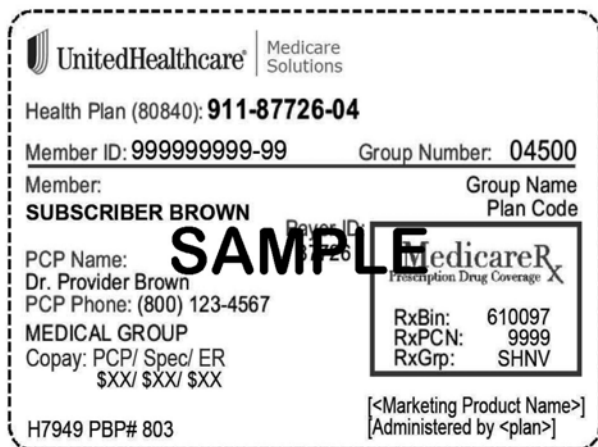 UnitedHealthcare® Medicare
Solutions
Health Plan (80840): 911-87726-04
Member ID: 999999999-99 Group Number: 04500
Member: Group Name
SUBSCRIBER BROWN Plan Code
Payer ID:
87726
SAMPLE
PCP Name:
Dr. Provider Brown
PCP Phone: (800) 123-4567
MEDICAL GROUP
Copay: PCP/ Spec/ ER
$XX/ $XX/ $XX
MedicareRx
Prescription Drug Coverage X
RxBin: 610097
RxPCN: 9999
RxGrp: SHNV
H7949 PBP# 803
[<Marketing Product Name>]
[Administered by <plan>]